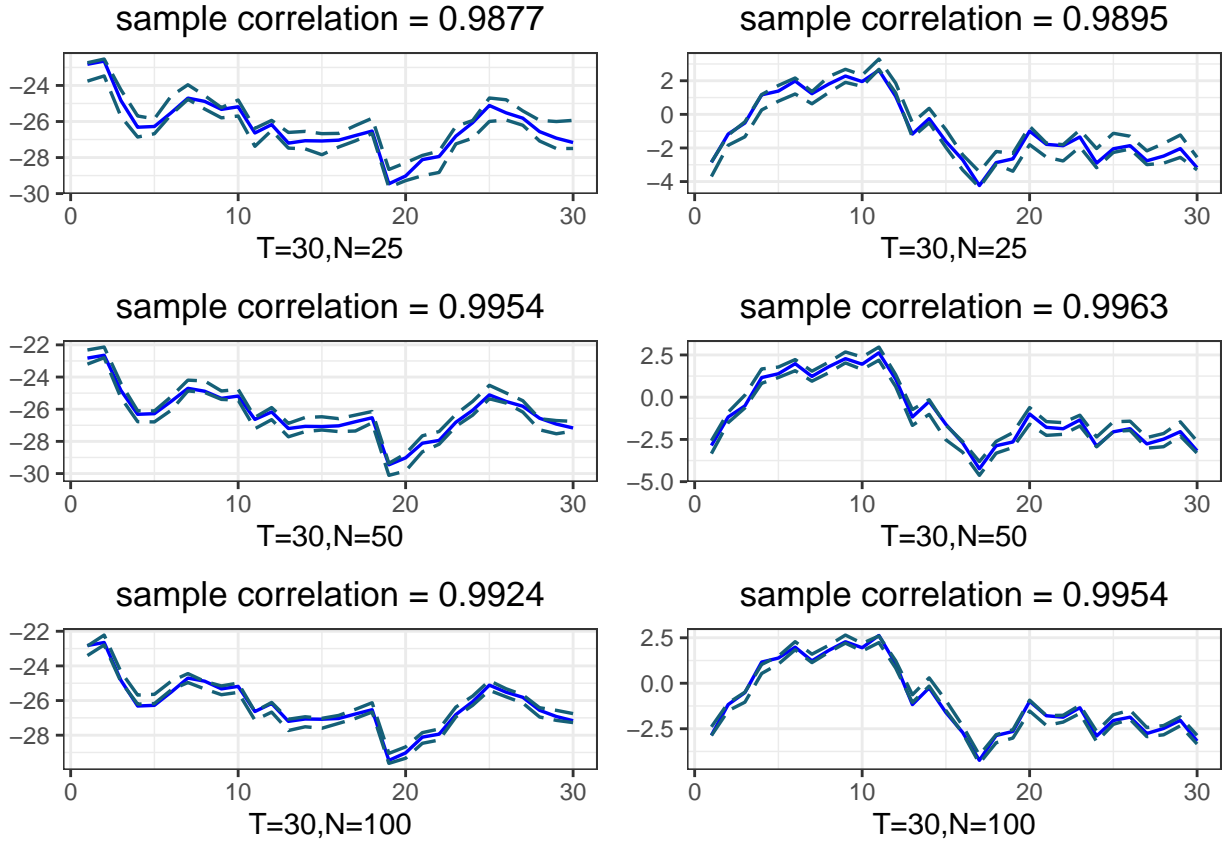 sample correlation = 0.9877
−24
−26
−28
−30
0 10 20 30
T=30,N=25
sample correlation = 0.9895
2
0
−2
−4
0 10 20 30
T=30,N=25
sample correlation = 0.9954
−22
−24
−26
−28
−30
0 10 20 30
T=30,N=50
sample correlation = 0.9963
2.5
0.0
−2.5
−5.0
0 10 20 30
T=30,N=50
sample correlation = 0.9924
−22
−24
−26
−28
0 10 20 30
T=30,N=100
sample correlation = 0.9954
2.5
0.0
−2.5
0 10 20 30
T=30,N=100